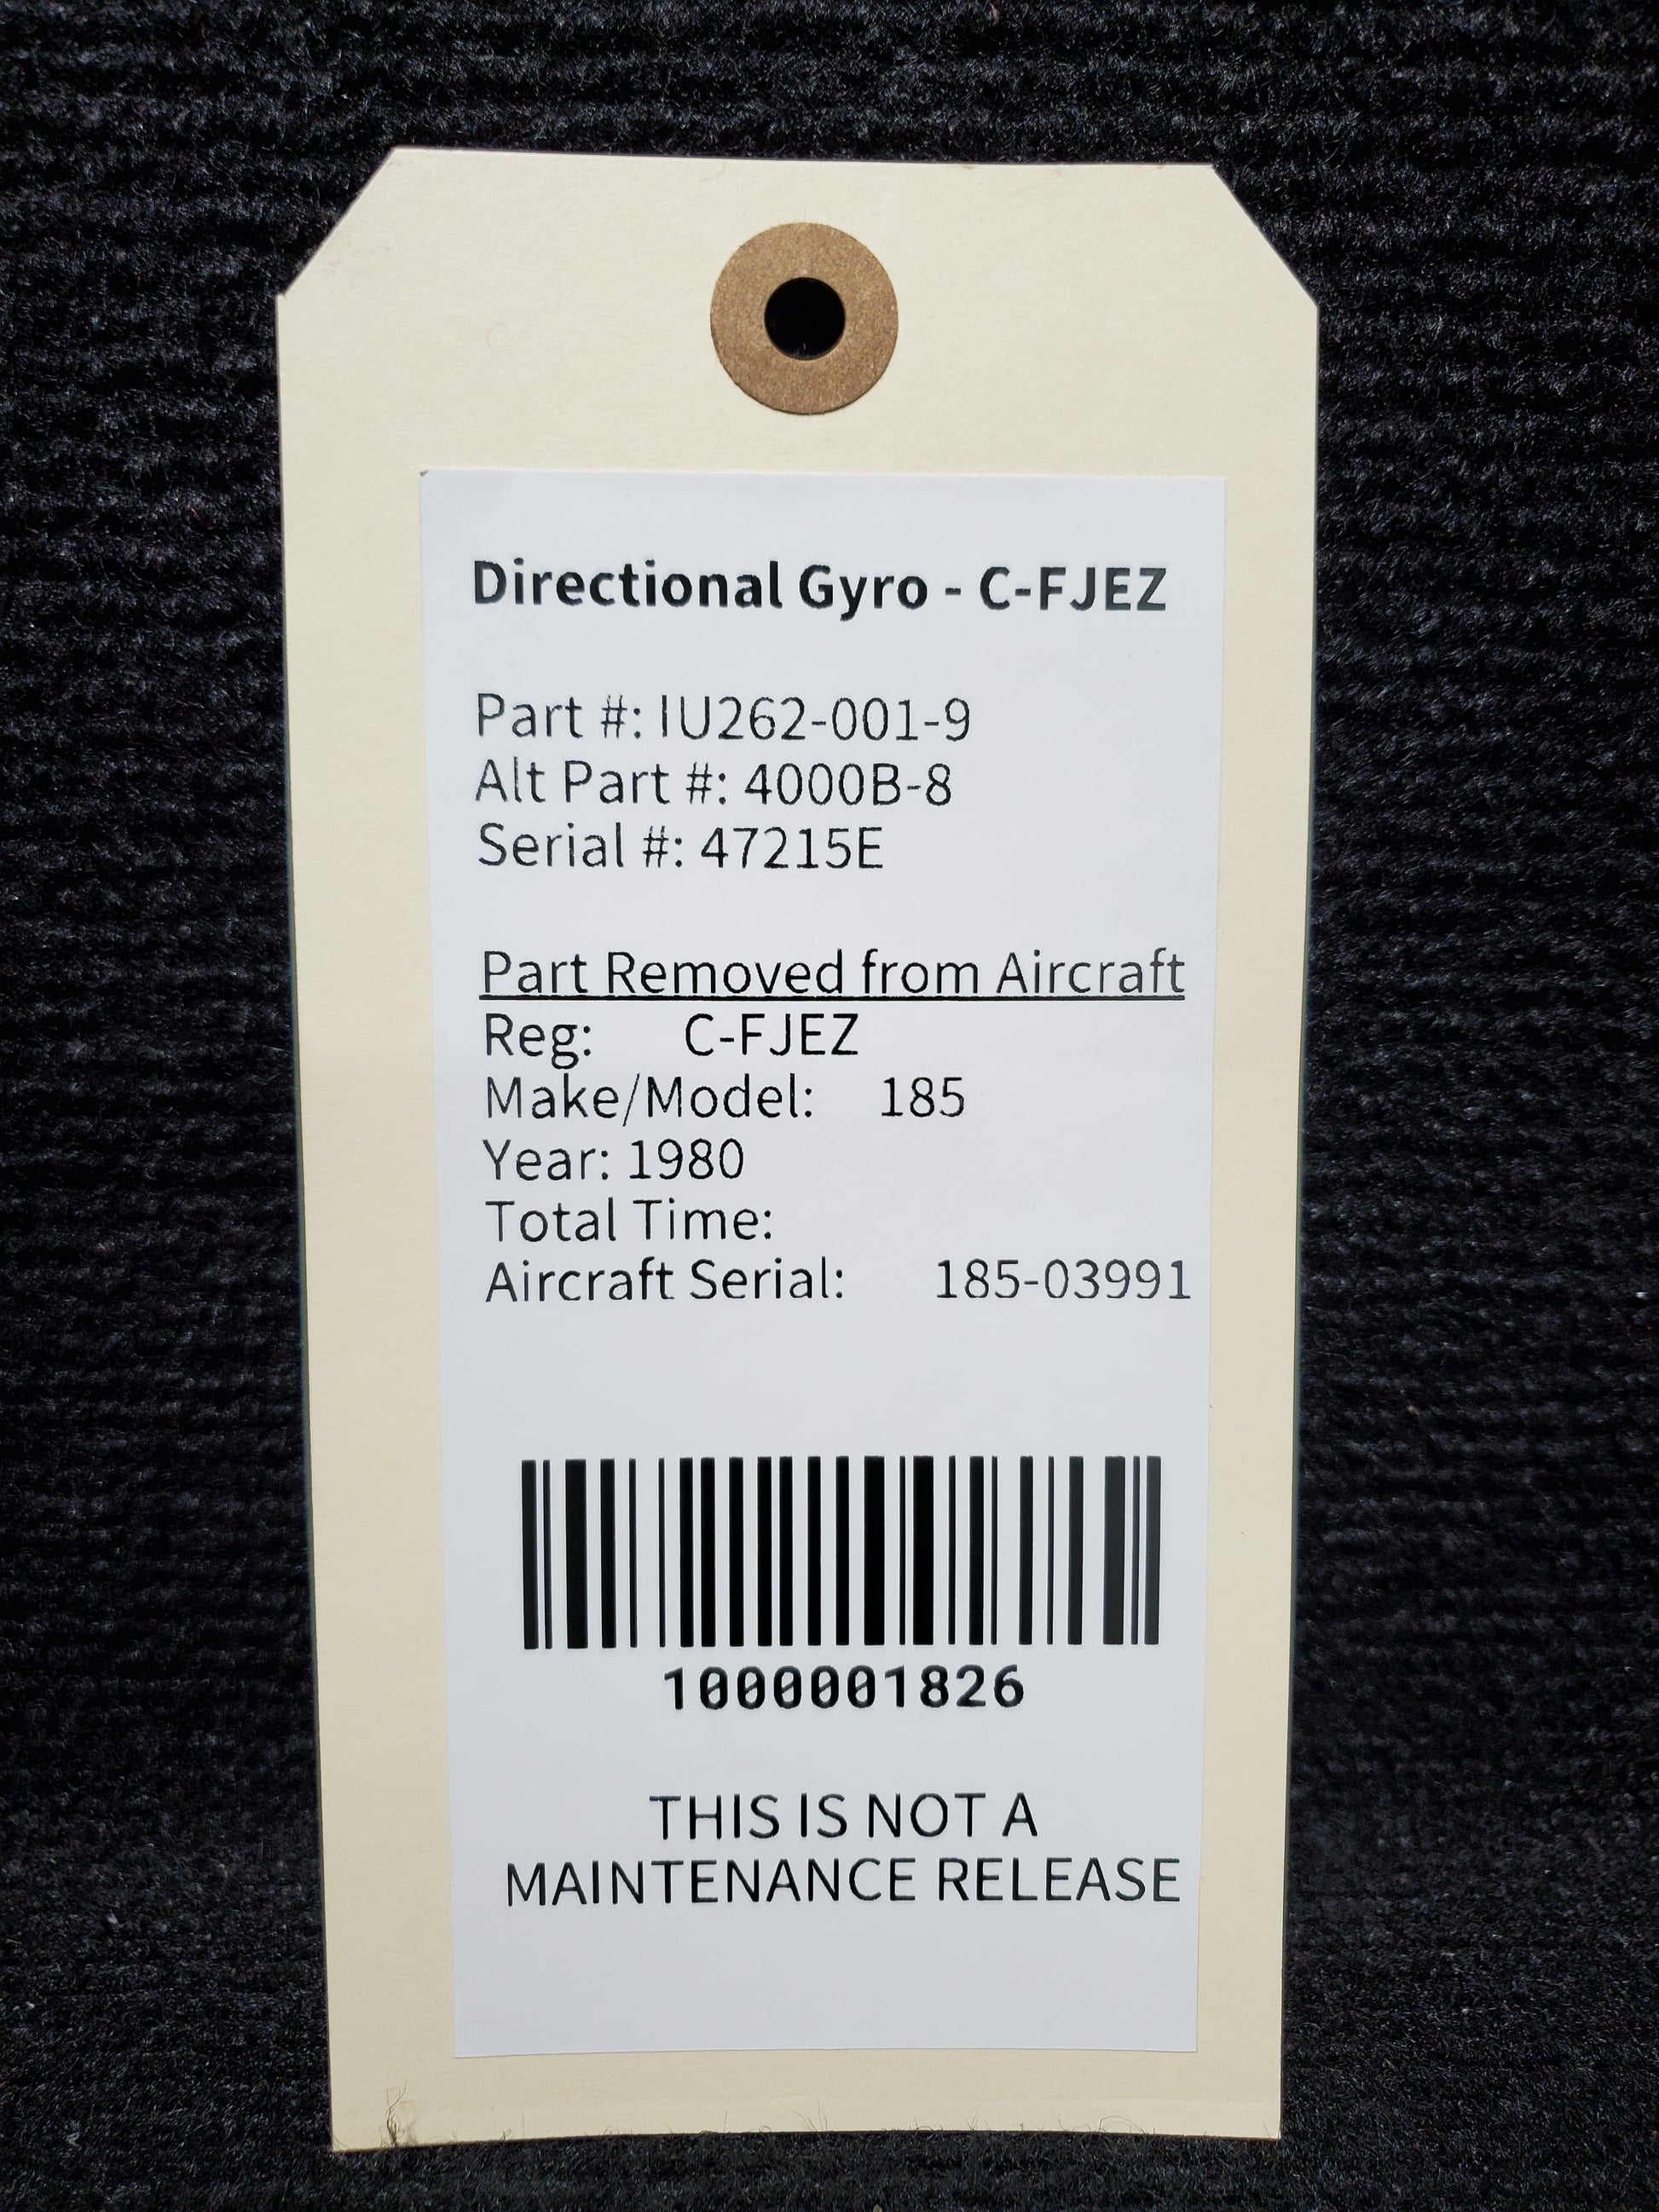 Directional Gyro - C-FJEZ
Part #: IU262-001-9
Alt Part #: 4000B-8
Serial #: 47215E
Part Removed from Aircraft
Reg: C-FJEZ
Make/Model: 185
Year: 1980
Total Time:
Aircraft Serial: 185-03991
1000001826
THIS IS NOT A
MAINTENANCE RELEASE